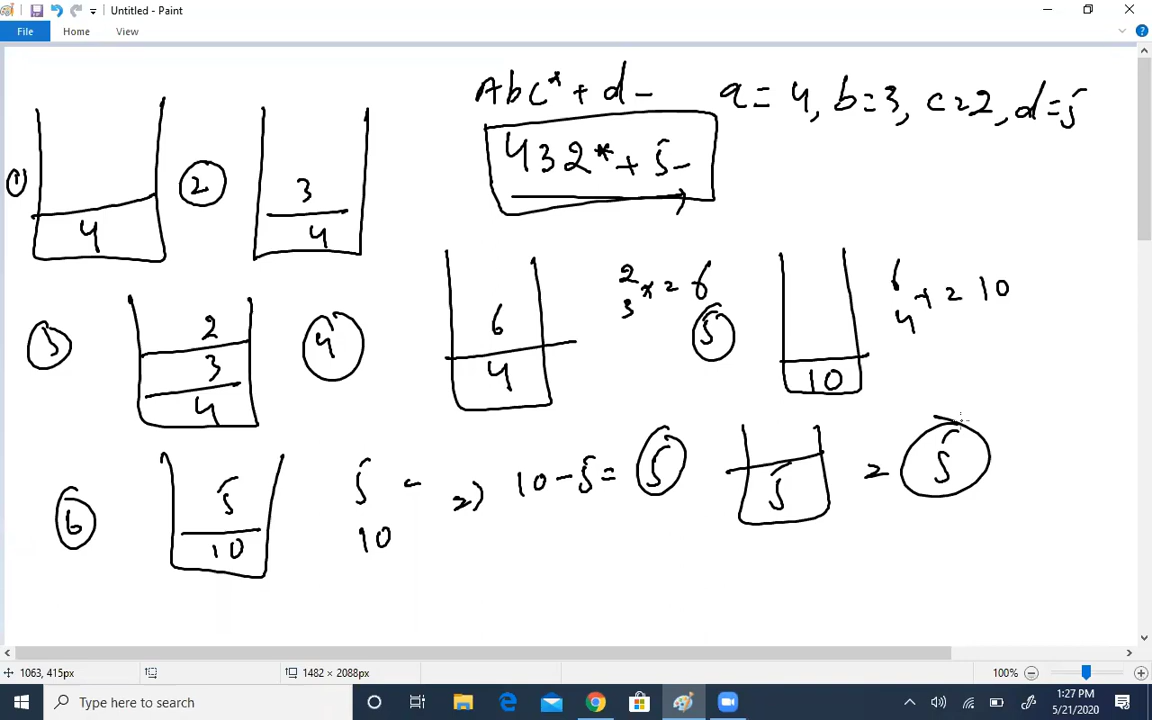 Untitled - Paint
File Home View
Abc*+d- a=4, b=3, c=2, d=5
432*+5-
① 4
② 3
4
③ 2
3
4
④ 6
4
2
3 x = 6
⑤ 10
6
4 + = 10
⑥ 5
10
5 -
10
=) 10-5= 5
5 = 5
1063, 415px 1482 × 2088px 100%
Type here to search
1:27 PM
5/21/2020